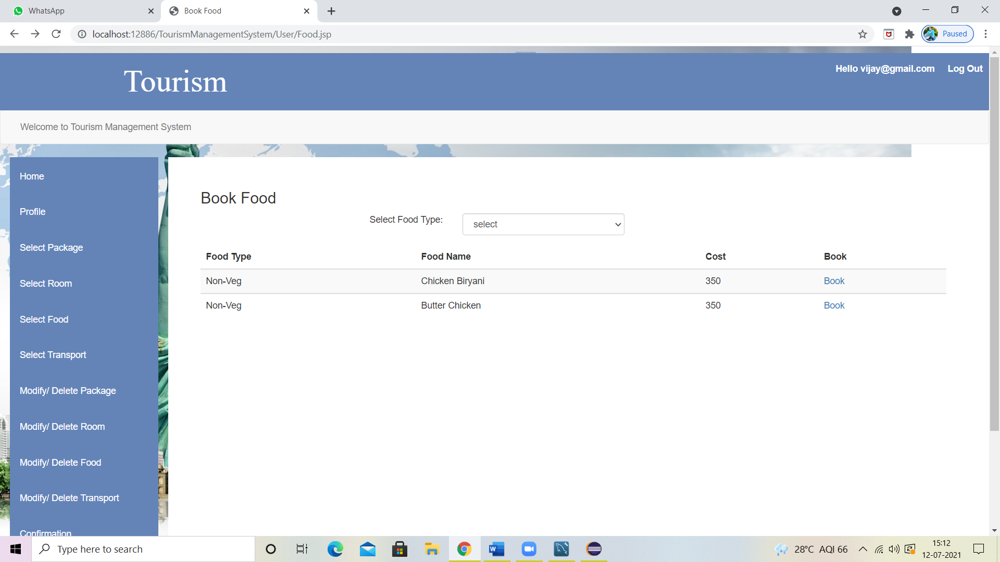 WhatsApp
Book Food
localhost:12886/TourismManagementSystem/User/Food.jsp
Paused
Tourism
Hello vijay@gmail.com Log Out
Welcome to Tourism Management System
Home
Profile
Select Package
Select Room
Select Food
Select Transport
Modify/ Delete Package
Modify/ Delete Room
Modify/ Delete Food
Modify/ Delete Transport
Confirmation
Book Food
Select Food Type: select
Food Type Food Name Cost Book
Non-Veg Chicken Biryani 350 Book
Non-Veg Butter Chicken 350 Book
Type here to search
28°C AQI 66
15:12
12-07-2021